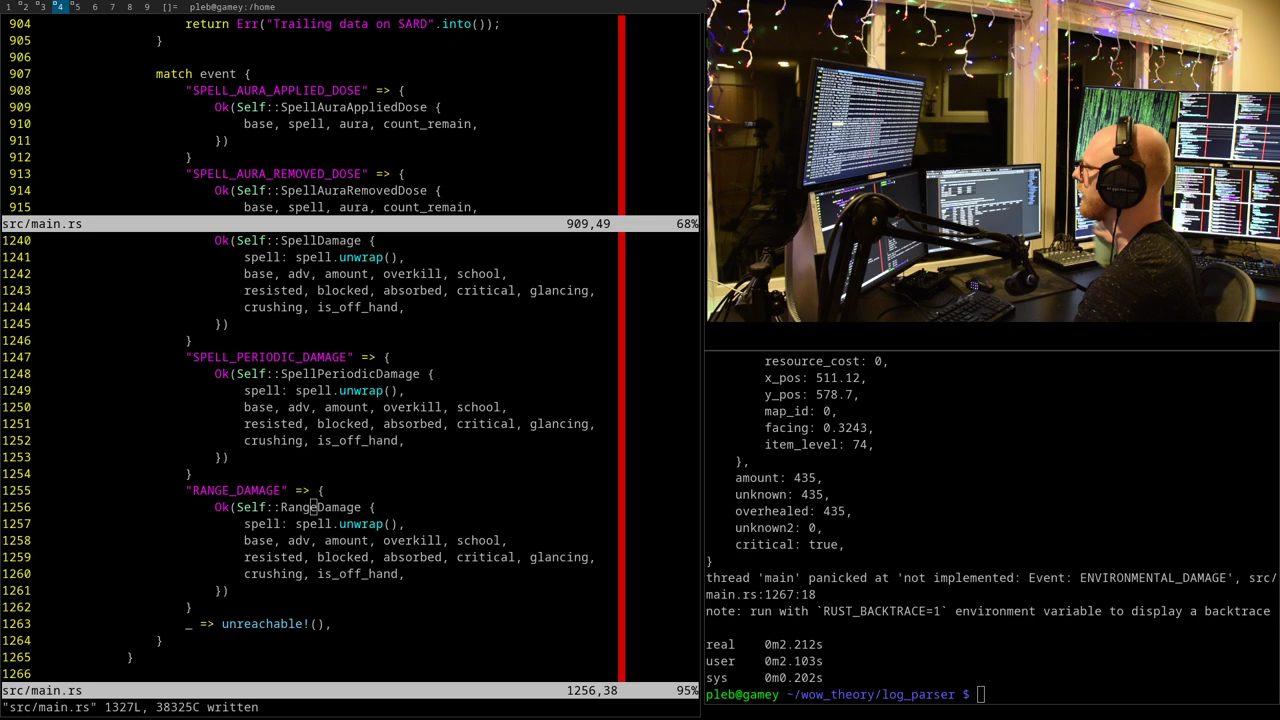 1 2 3 4 5 6 7 8 9 []= pleb@gamey:/home
904 return Err("Trailing data on SARD".into());
905 }
906
907 match event {
908 "SPELL_AURA_APPLIED_DOSE" => {
909 Ok(Self::SpellAuraAppliedDose {
910 base, spell, aura, count_remain,
911 })
912 }
913 "SPELL_AURA_REMOVED_DOSE" => {
914 Ok(Self::SpellAuraRemovedDose {
915 base, spell, aura, count_remain,
src/main.rs 909,49 68%
1240 Ok(Self::SpellDamage {
1241 spell: spell.unwrap(),
1242 base, adv, amount, overkill, school,
1243 resisted, blocked, absorbed, critical, glancing,
1244 crushing, is_off_hand,
1245 })
1246 }
1247 "SPELL_PERIODIC_DAMAGE" => {
1248 Ok(Self::SpellPeriodicDamage {
1249 spell: spell.unwrap(),
1250 base, adv, amount, overkill, school,
1251 resisted, blocked, absorbed, critical, glancing,
1252 crushing, is_off_hand,
1253 })
1254 }
1255 "RANGE_DAMAGE" => {
1256 Ok(Self::RangeDamage {
1257 spell: spell.unwrap(),
1258 base, adv, amount, overkill, school,
1259 resisted, blocked, absorbed, critical, glancing,
1260 crushing, is_off_hand,
1261 })
1262 }
1263 _ => unreachable!(),
1264 }
1265 }
1266
src/main.rs 1256,38 95%
"src/main.rs" 1327L, 38325C written
resource_cost: 0,
x_pos: 511.12,
y_pos: 578.7,
map_id: 0,
facing: 0.3243,
item_level: 74,
},
amount: 435,
unknown: 435,
overhealed: 435,
unknown2: 0,
critical: true,
}
thread 'main' panicked at 'not implemented: Event: ENVIRONMENTAL_DAMAGE', src/
main.rs:1267:18
note: run with `RUST_BACKTRACE=1` environment variable to display a backtrace
real 0m2.212s
user 0m2.103s
sys 0m0.202s
pleb@gamey ~/wow_theory/log_parser $